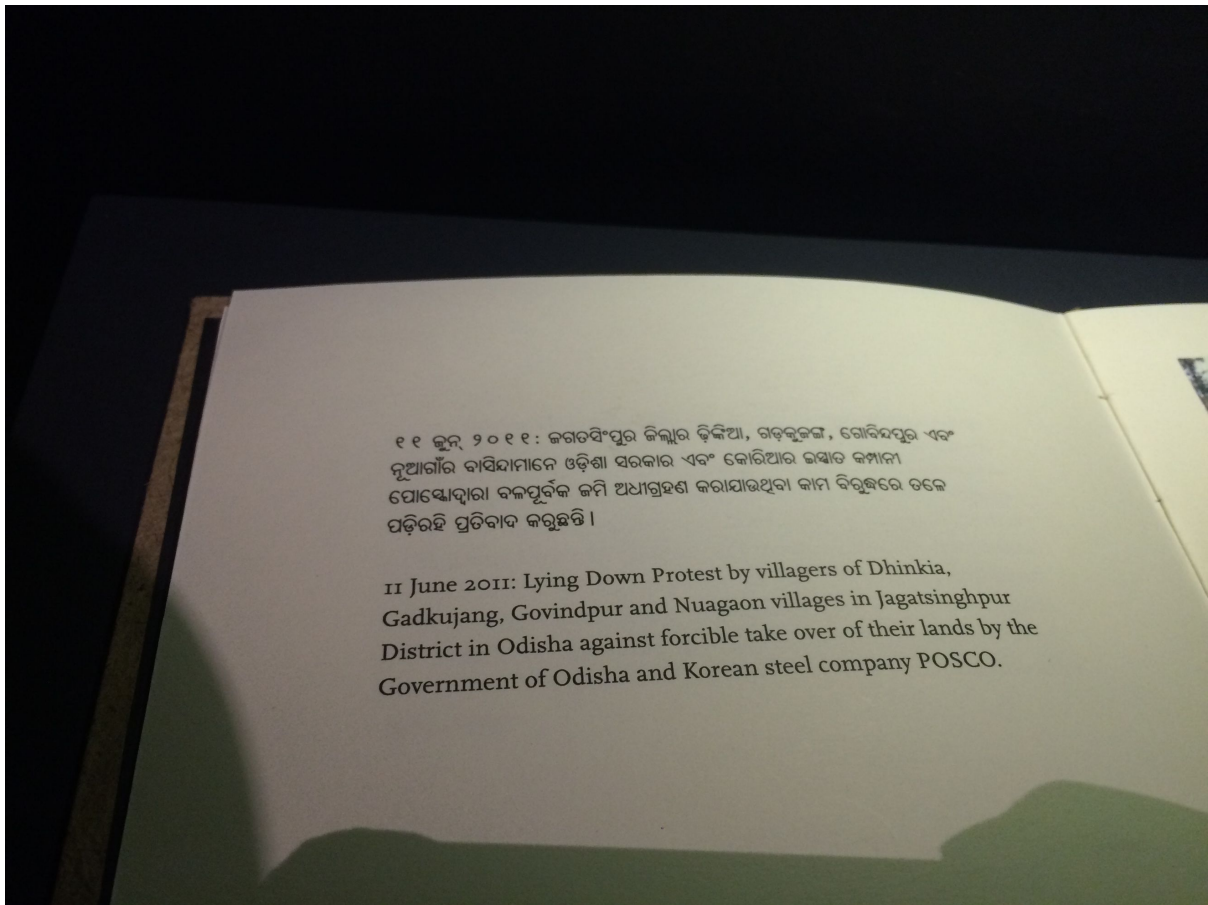 ୧୧ ଜୁନ୍ ୨୦୧୧: ଜଗତସିଂପୁର ଜିଲ୍ଲାର ଢ଼ିଙ୍କିଆ, ଗଡ଼କୁଜଙ୍ଗ, ଗୋବିନ୍ଦପୁର ଏବଂ
ନୂଆଗାଁର ବାସିନ୍ଦାମାନେ ଓଡ଼ିଶା ସରକାର ଏବଂ କୋରିଆର ଇସ୍ପାତ କମ୍ପାନୀ
ପୋସ୍କୋଦ୍ୱାରା ବଳପୂର୍ବକ ଜମି ଅଧୀଗ୍ରହଣ କରାଯାଉଥିବା କାମ ବିରୁଦ୍ଧରେ ତଳେ
ପଡ଼ିରହି ପ୍ରତିବାଦ କରୁଛନ୍ତି।
11 June 2011: Lying Down Protest by villagers of Dhinkia,
Gadkujang, Govindpur and Nuagaon villages in Jagatsinghpur
District in Odisha against forcible take over of their lands by the
Government of Odisha and Korean steel company POSCO.